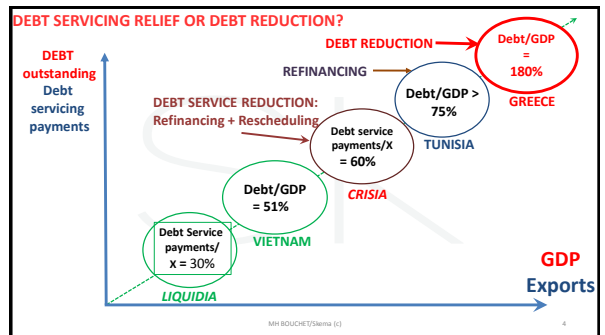 DEBT SERVICING RELIEF OR DEBT REDUCTION?
DEBT
outstanding
Debt
servicing
payments
DEBT REDUCTION
Debt/GDP
=
180%
GREECE
REFINANCING
Debt/GDP >
75%
TUNISIA
DEBT SERVICE REDUCTION:
Refinancing + Rescheduling
Debt service
payments/X
= 60%
CRISIA
Debt/GDP
= 51%
VIETNAM
Debt Service
payments/
X = 30%
LIQUIDIA
GDP
Exports
MH BOUCHET/Skema (c)
4